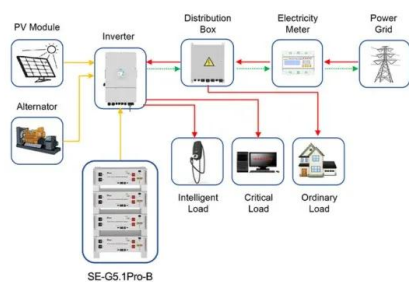 PV Module
Inverter
Distribution
Box
Electricity
Meter
Power
Grid
Alternator
Intelligent
Load
Critical
Load
Ordinary
Load
SE-G5.1Pro-B